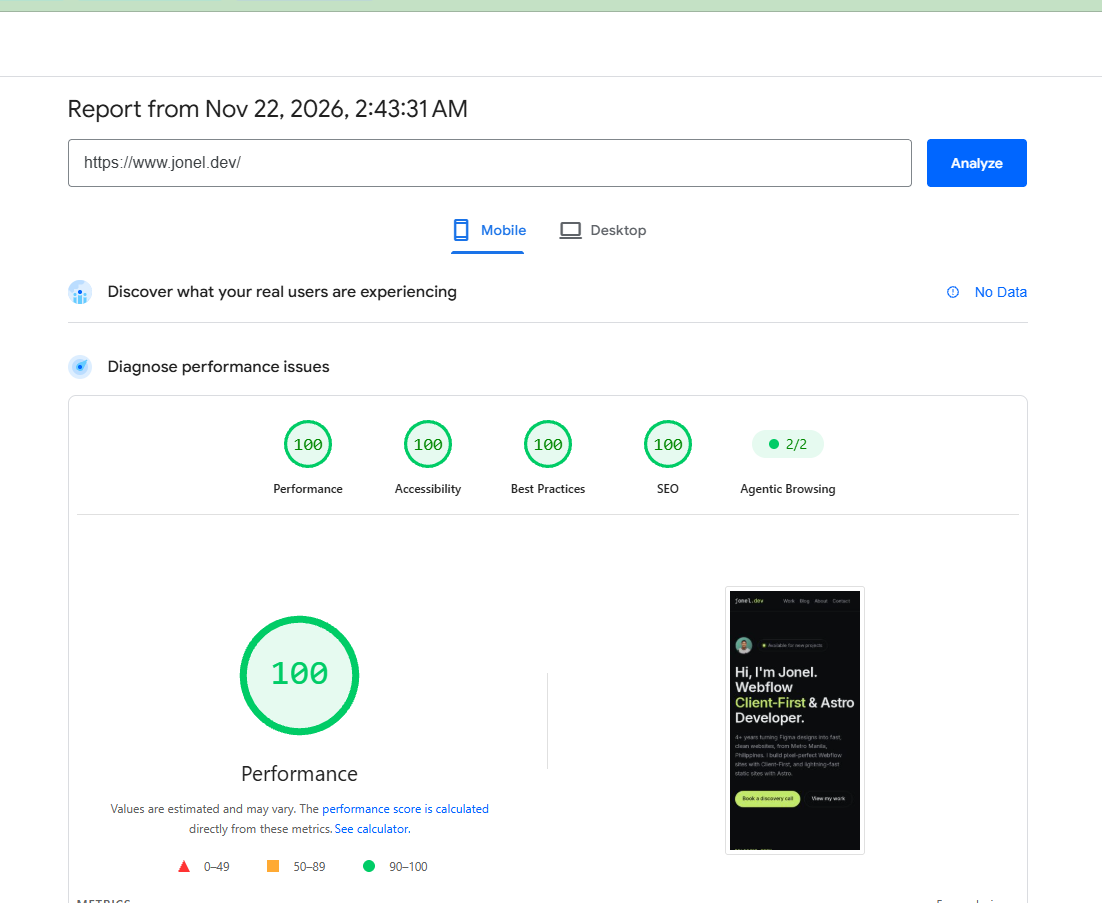 Report from Nov 22, 2026, 2:43:31 AM
https://www.jonel.dev/
Analyze
Mobile
Desktop
Discover what your real users are experiencing
No Data
Diagnose performance issues
100
100
100
100
2/2
Performance
Accessibility
Best Practices
SEO
Agentic Browsing
100
Performance
Values are estimated and may vary. The performance score is calculated
directly from these metrics. See calculator.
0–49
50–89
90–100
jonel.dev
Work Blog About Contact
Available for new projects
Hi, I'm Jonel.
Webflow
Client-First & Astro
Developer.
4+ years turning Figma designs into fast,
clean websites, from Metro Manila,
Philippines. I build pixel-perfect Webflow
sites with Client-First, and lightning-fast
static sites with Astro.
Book a discovery call
View my work
METRICS